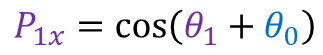 P₁ₓ = cos(θ₁ + θ₀)